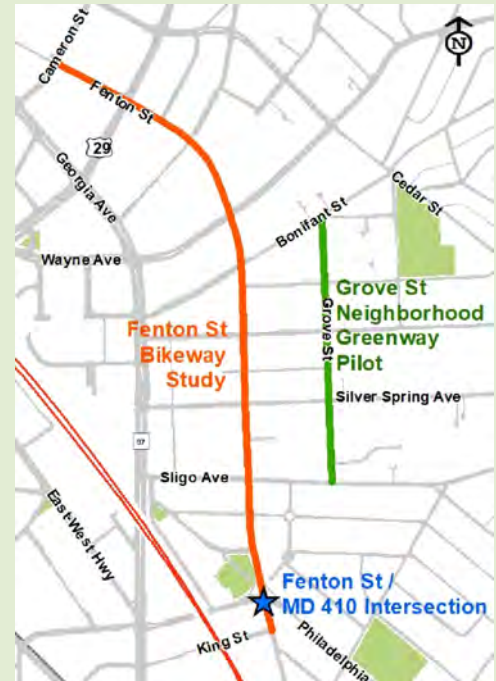 Cameron St
N
Fenton St
29
Georgia Ave
Cedar St
Bonifant St
Wayne Ave
Grove St
Neighborhood
Greenway
Pilot
Grove St
Fenton St
Bikeway
Study
Silver Spring Ave
97
Sligo Ave
East-West Hwy
Fenton St /
MD 410 Intersection
King St
Philadelphia